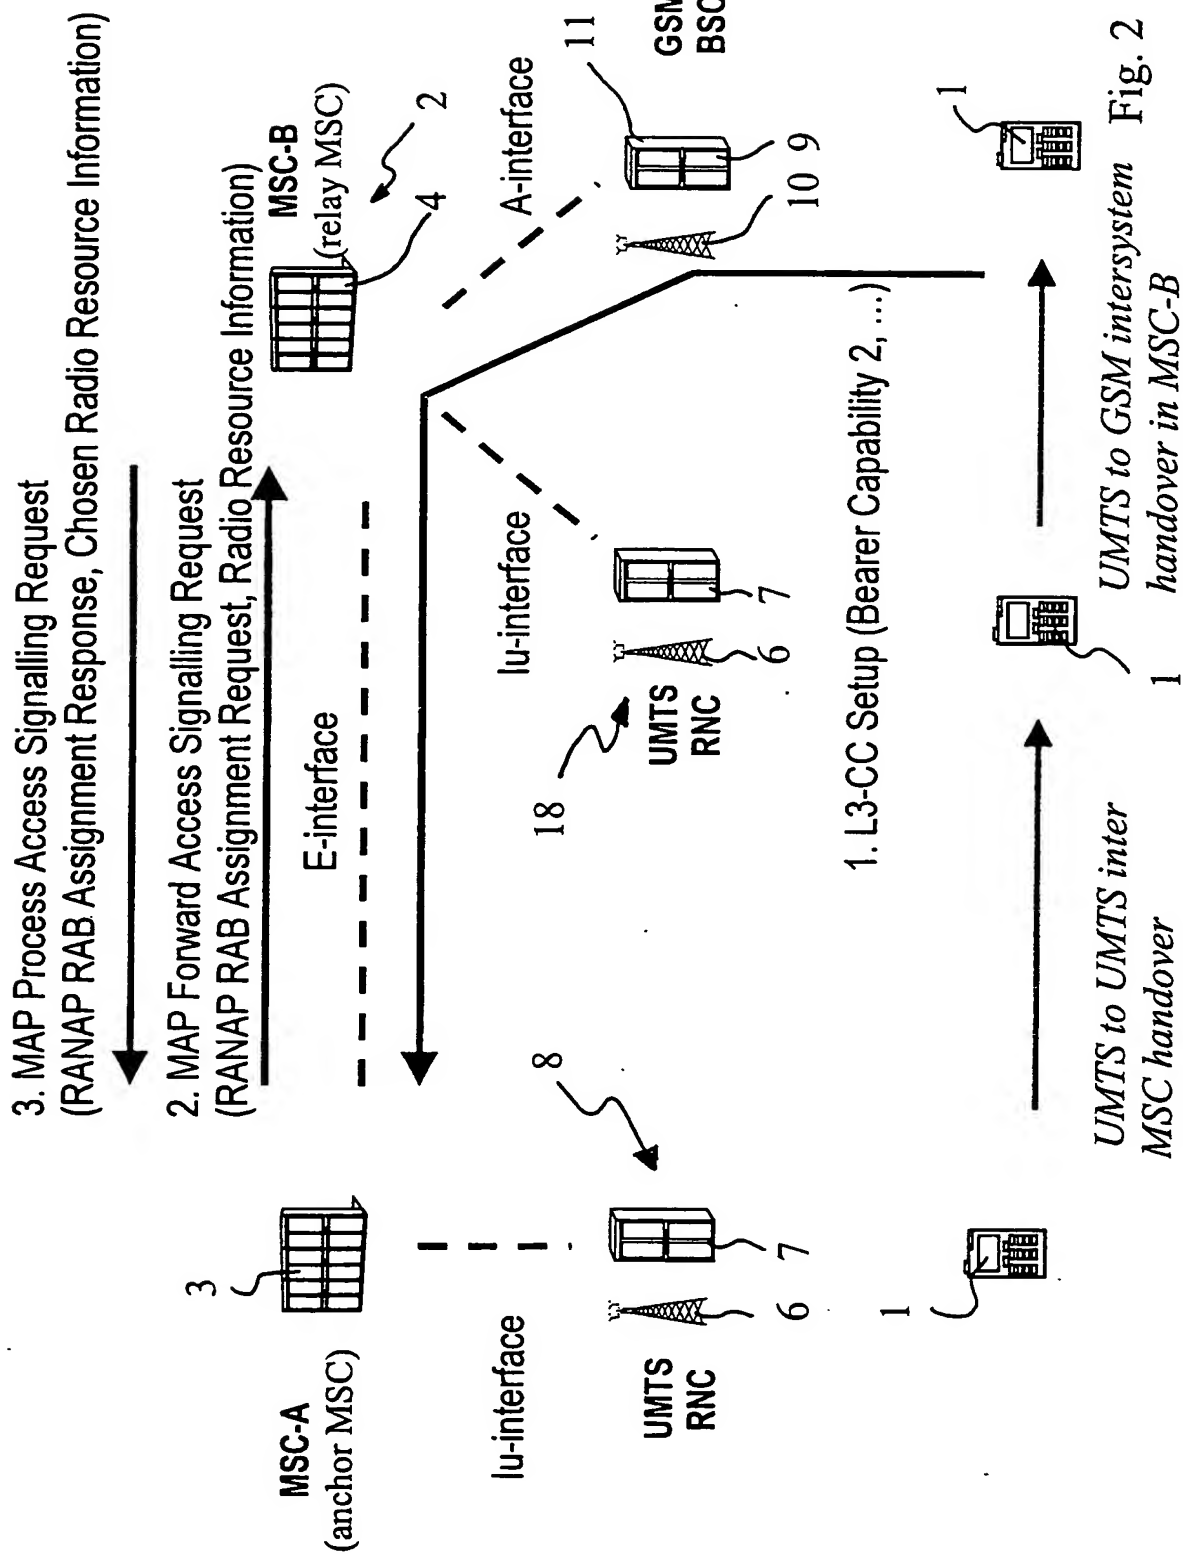 3. MAP Process Access Signalling Request
(RANAP RAB Assignment Response, Chosen Radio Resource Information)
2. MAP Forward Access Signalling Request
(RANAP RAB Assignment Request, Radio Resource Information)
E-interface
MSC-A
(anchor MSC)
3
MSC-B
(relay MSC)
2
4
Iu-interface
8
Iu-interface
A-interface
11
UMTS
RNC
6
7
18
UMTS
RNC
6
7
10
9
GSM
BSC
1. L3-CC Setup (Bearer Capability 2, ...)
1
1
1
UMTS to UMTS inter
MSC handover
UMTS to GSM intersystem
handover in MSC-B
Fig. 2